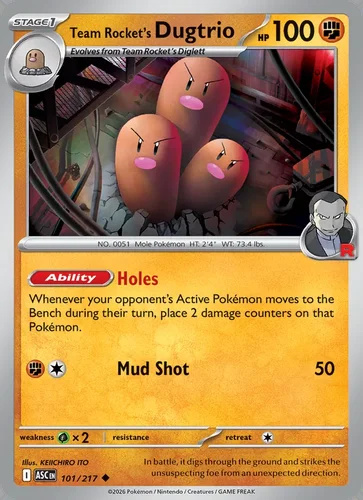 STAGE1
Team Rocket's Dugtrio HP 100
Evolves from Team Rocket's Diglett
R
NO. 0051 Mole Pokémon HT: 2'4" WT: 73.4 lbs.
Ability Holes
Whenever your opponent's Active Pokémon moves to the
Bench during their turn, place 2 damage counters on that
Pokémon.
Mud Shot 50
weakness ×2 resistance retreat
Illus. KEIICHIRO ITO
I ASC EN 101/217
In battle, it digs through the ground and strikes the
unsuspecting foe from an unexpected direction.
©2026 Pokémon / Nintendo / Creatures / GAME FREAK